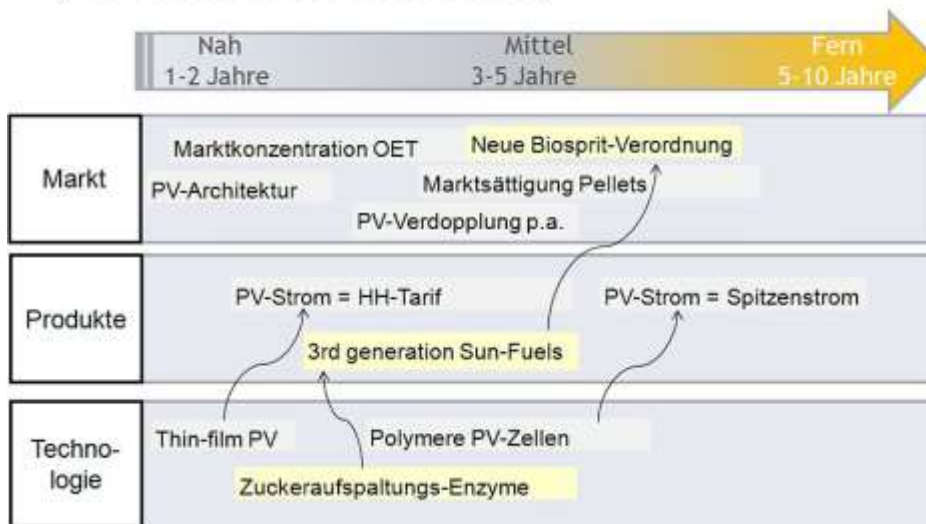 Nah
1-2 Jahre
Mittel
3-5 Jahre
Fern
5-10 Jahre
Markt
Marktkonzentration OET
Neue Biosprit-Verordnung
PV-Architektur
Marktsättigung Pellets
PV-Verdopplung p.a.
Produkte
PV-Strom = HH-Tarif
PV-Strom = Spitzenstrom
3rd generation Sun-Fuels
Techno-
logie
Thin-film PV
Polymere PV-Zellen
Zuckeraufspaltungs-Enzyme